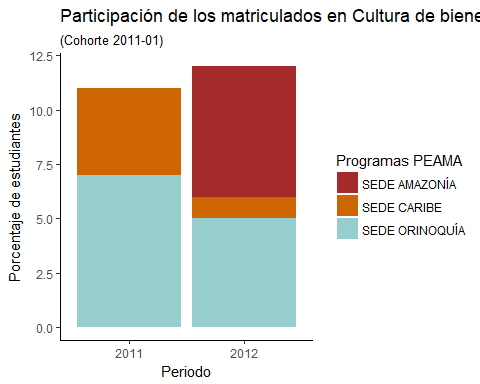 Participación de los matriculados en Cultura de biene
(Cohorte 2011-01)
12.5
10.0
7.5
5.0
2.5
0.0
Porcentaje de estudiantes
2011
2012
Periodo
Programas PEAMA
SEDE AMAZONÍA
SEDE CARIBE
SEDE ORINOQUÍA